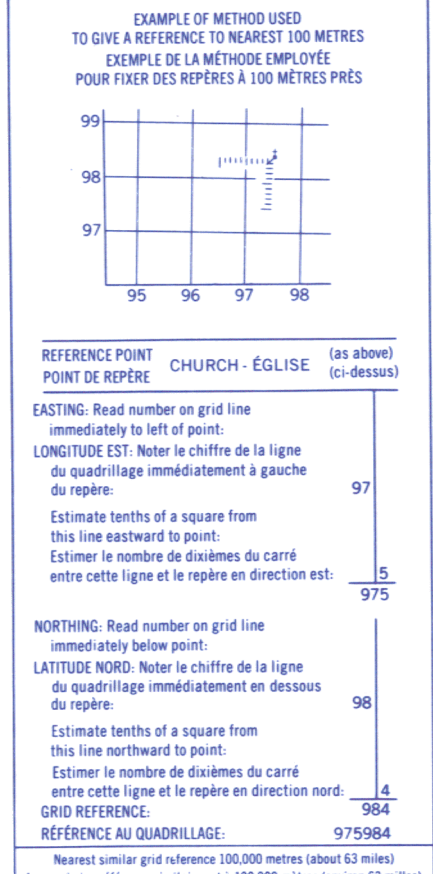 EXAMPLE OF METHOD USED
TO GIVE A REFERENCE TO NEAREST 100 METRES
EXEMPLE DE LA MÉTHODE EMPLOYÉE
POUR FIXER DES REPÈRES À 100 MÈTRES PRÈS
99
98
97
95 96 97 98
REFERENCE POINT
POINT DE REPÈRE
CHURCH - ÉGLISE
(as above)
(ci-dessus)
EASTING: Read number on grid line
immediately to left of point:
LONGITUDE EST: Noter le chiffre de la ligne
du quadrillage immédiatement à gauche
du repère: 97
Estimate tenths of a square from
this line eastward to point:
Estimer le nombre de dixièmes du carré
entre cette ligne et le repère en direction est: 5
975
NORTHING: Read number on grid line
immediately below point:
LATITUDE NORD: Noter le chiffre de la ligne
du quadrillage immédiatement en dessous
du repère: 98
Estimate tenths of a square from
this line northward to point:
Estimer le nombre de dixièmes du carré
entre cette ligne et le repère en direction nord: 4
GRID REFERENCE: 984
RÉFÉRENCE AU QUADRILLAGE: 975984
Nearest similar grid reference 100,000 metres (about 63 miles)